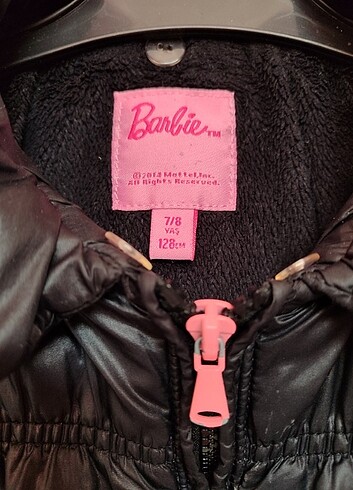 Barbie™
©2012 Mattel,Inc.
All Rights Reserved.
7/8
YAŞ
128CM